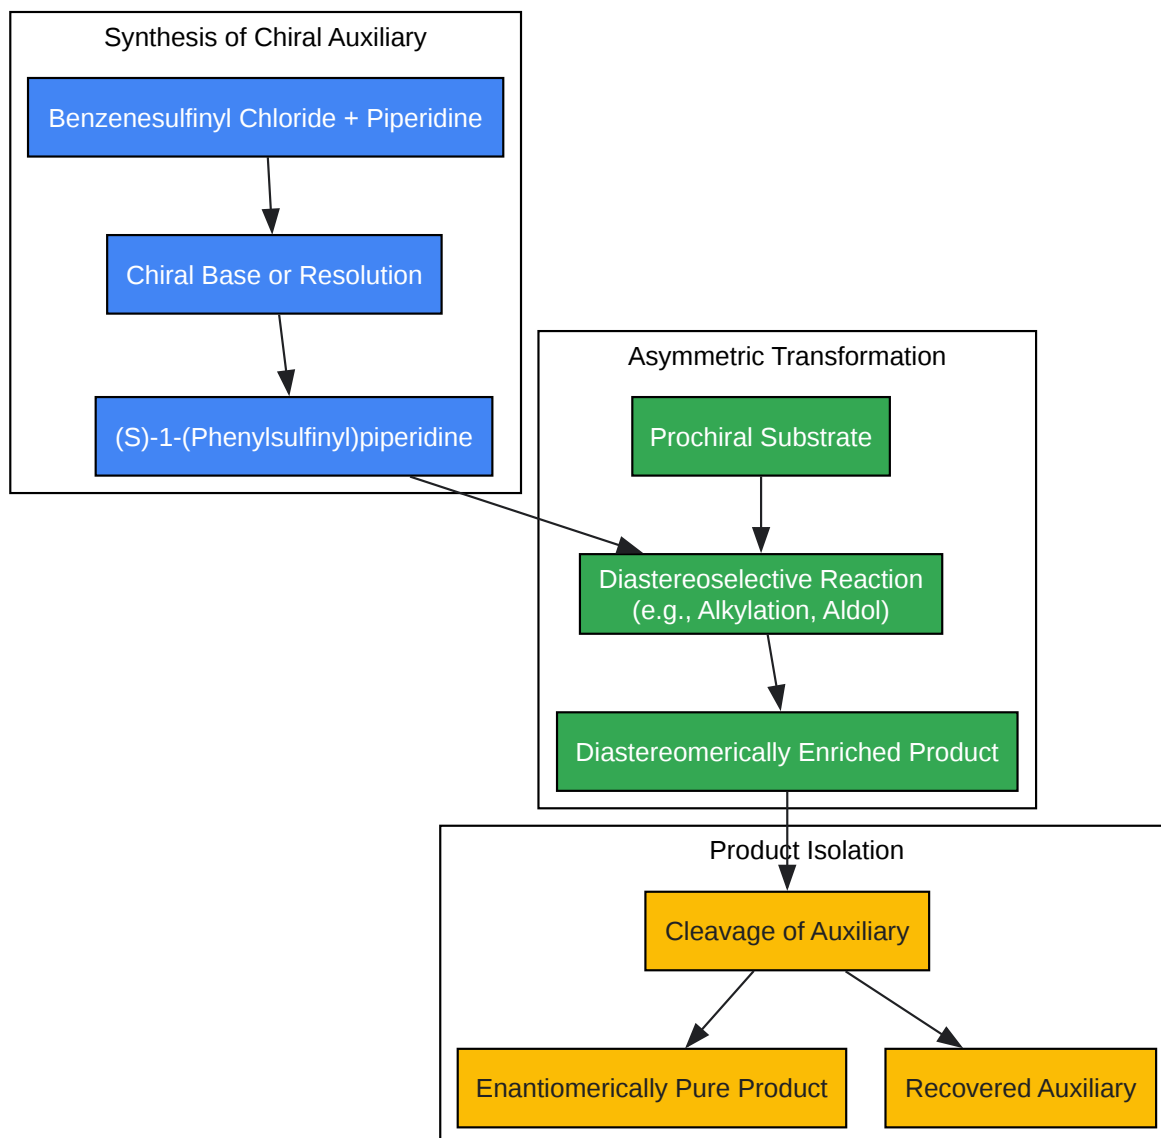 Synthesis of Chiral Auxiliary
Benzenesulfinyl Chloride + Piperidine
Chiral Base or Resolution
(S)-1-(Phenylsulfinyl)piperidine
Asymmetric Transformation
Prochiral Substrate
Diastereoselective Reaction
(e.g., Alkylation, Aldol)
Diastereomerically Enriched Product
Product Isolation
Cleavage of Auxiliary
Enantiomerically Pure Product
Recovered Auxiliary